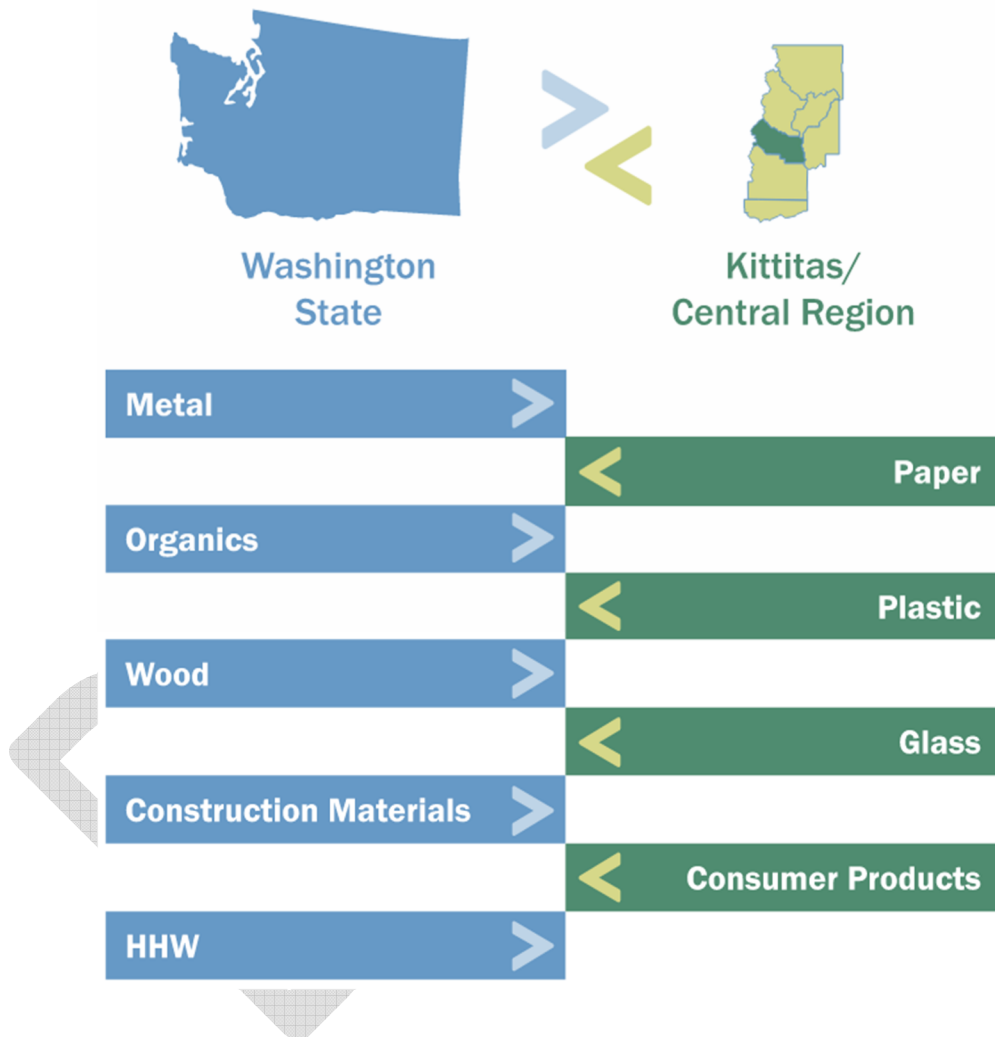 Washington
State
Kittitas/
Central Region
Metal
Paper
Organics
Plastic
Wood
Glass
Construction Materials
Consumer Products
HHW